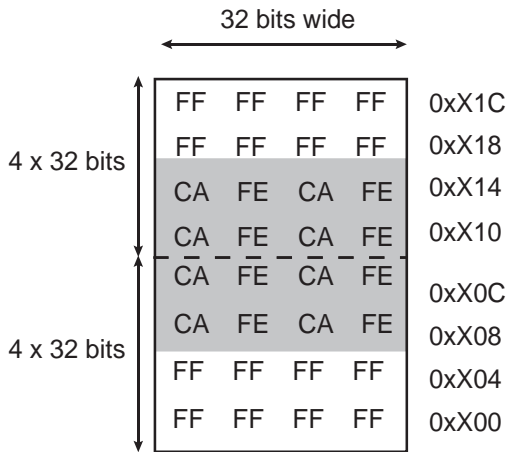 32 bits wide
FF FF FF FF 0xX1C
FF FF FF FF 0xX18
4 x 32 bits
CA FE CA FE 0xX14
CA FE CA FE 0xX10
CA FE CA FE 0xX0C
CA FE CA FE 0xX08
4 x 32 bits
FF FF FF FF 0xX04
FF FF FF FF 0xX00